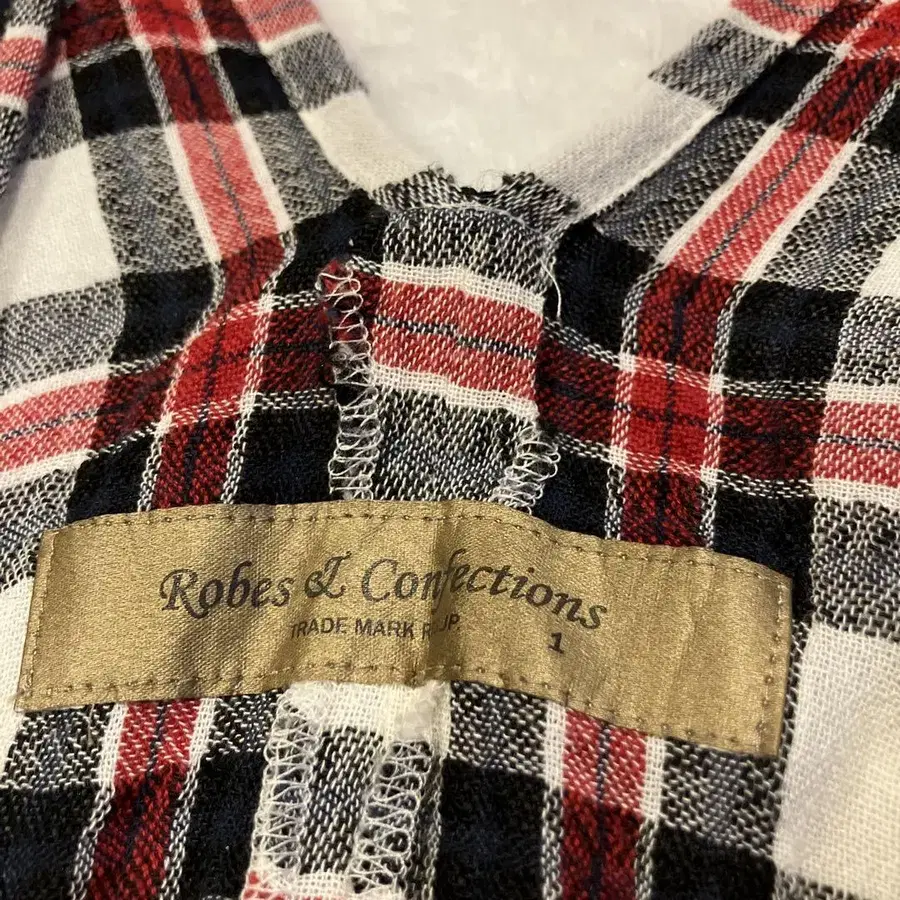 Robes & Confections
TRADE MARK R.JP
1